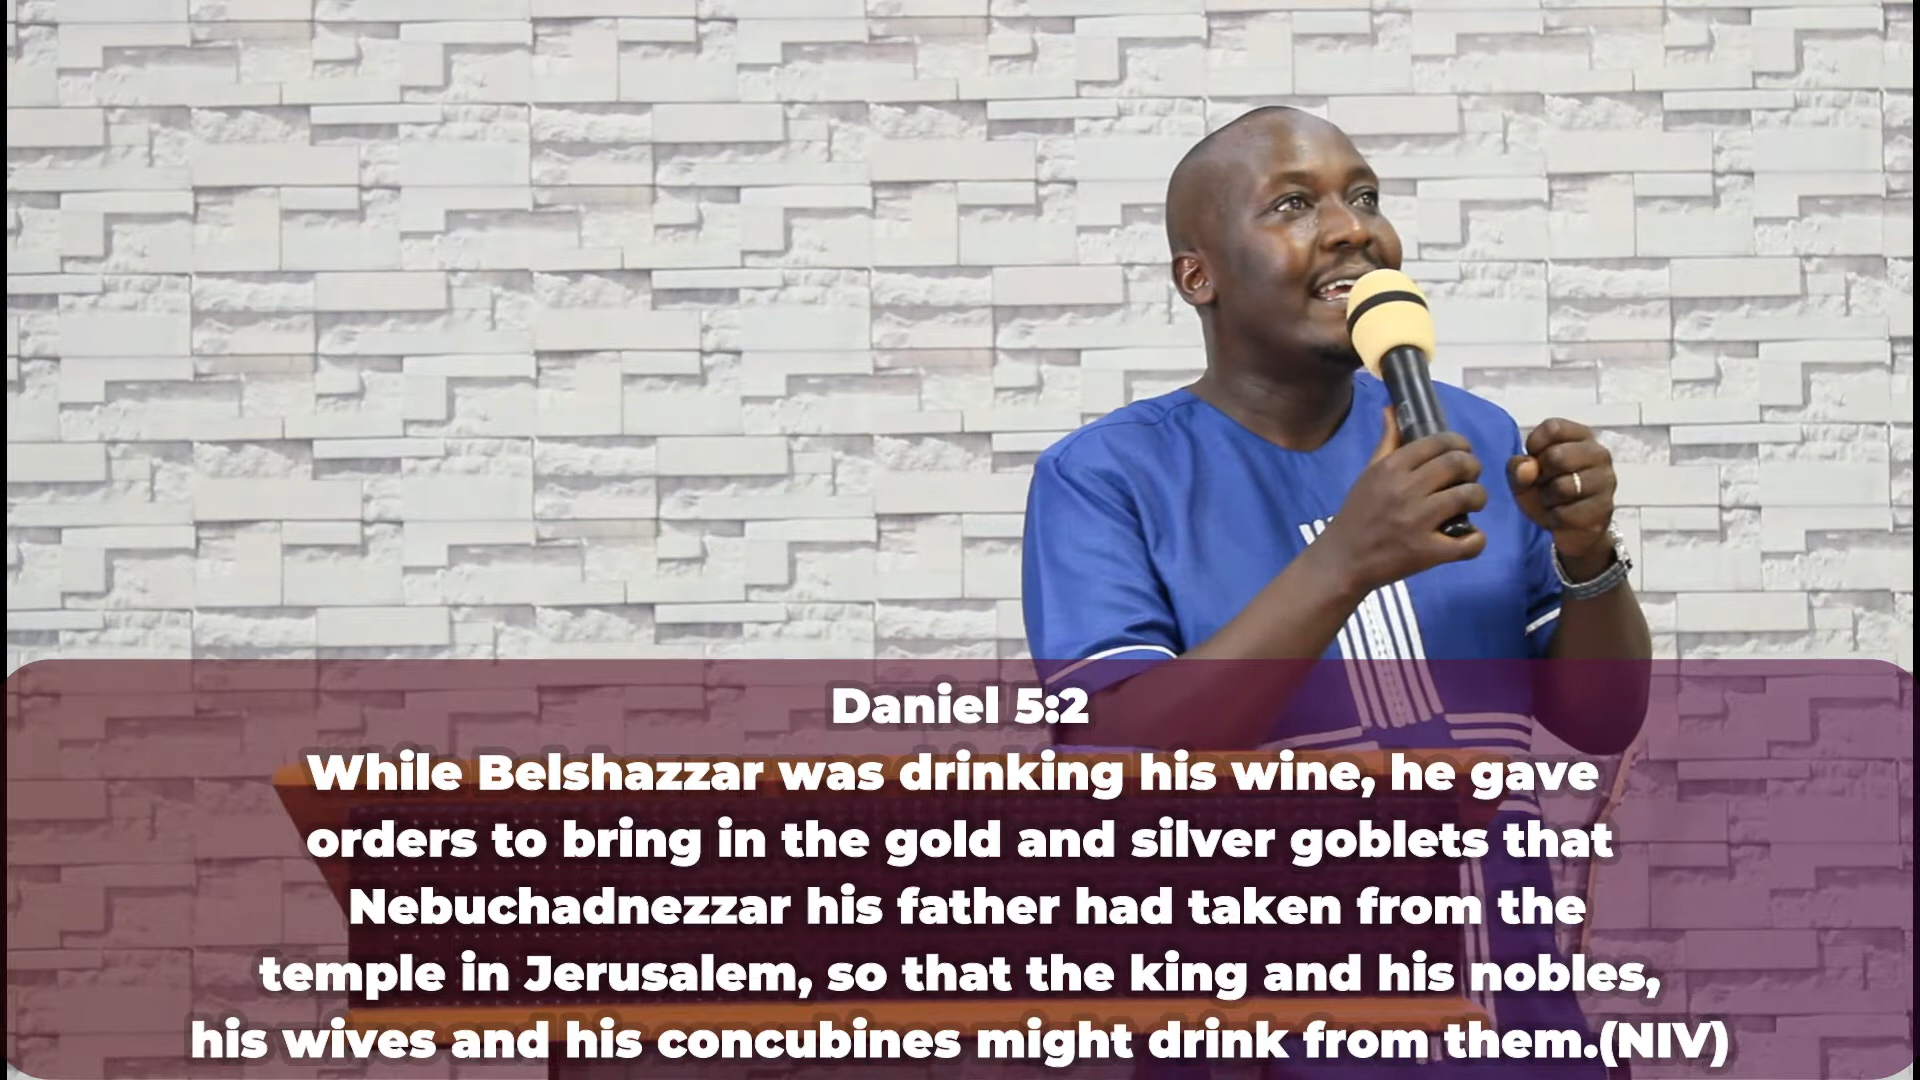 Daniel 5:2
While Belshazzar was drinking his wine, he gave
orders to bring in the gold and silver goblets that
Nebuchadnezzar his father had taken from the
temple in Jerusalem, so that the king and his nobles,
his wives and his concubines might drink from them.(NIV)